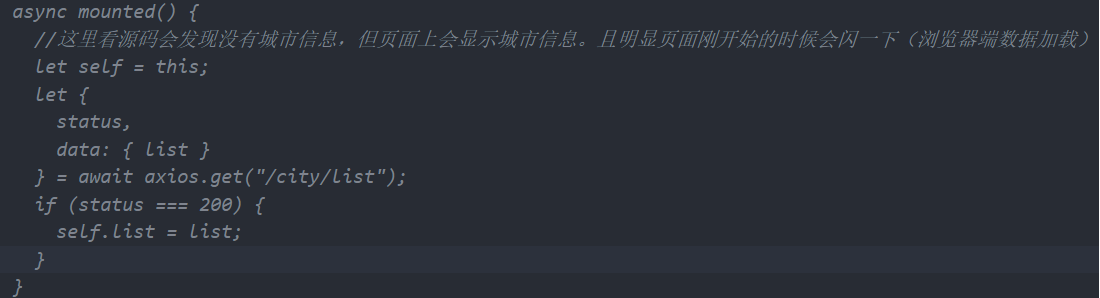 async mounted() {
//这里看源码会发现没有城市信息，但页面上会显示城市信息。且明显页面刚开始的时候会闪一下（浏览器端数据加载）
let self = this;
let {
status,
data: { list }
} = await axios.get("/city/list");
if (status === 200) {
self.list = list;
}
}